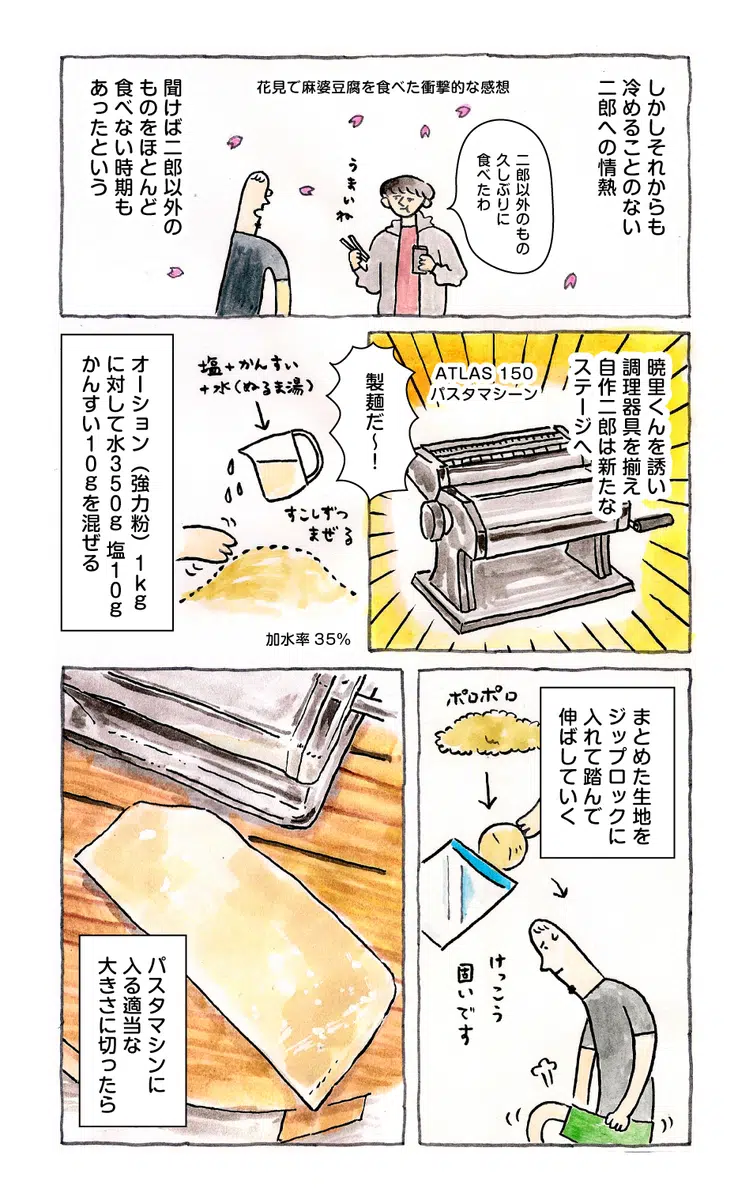 しかしそれからも
冷めることのない
二郎への情熱
花見で麻婆豆腐を食べた衝撃的な感想
二郎以外のもの
久しぶりに
食べたわ
うまいね
聞けば二郎以外の
ものをほとんど
食べない時期も
あったという
暁里くんを誘い
調理器具を揃え
自作二郎は新たな
ステージへ
ATLAS 150
パスタマシーン
製麺だ〜！
塩+かんすい
+水(ぬるま湯)
すこしずつ
まぜる
加水率 35%
オーション（強力粉）1kg
に対して水350g 塩10g
かんすい10gを混ぜる
まとめた生地を
ジップロックに
入れて踏んで
伸ばしていく
ポロポロ
けっこう
固いです
パスタマシンに
入る適当な
大きさに切ったら